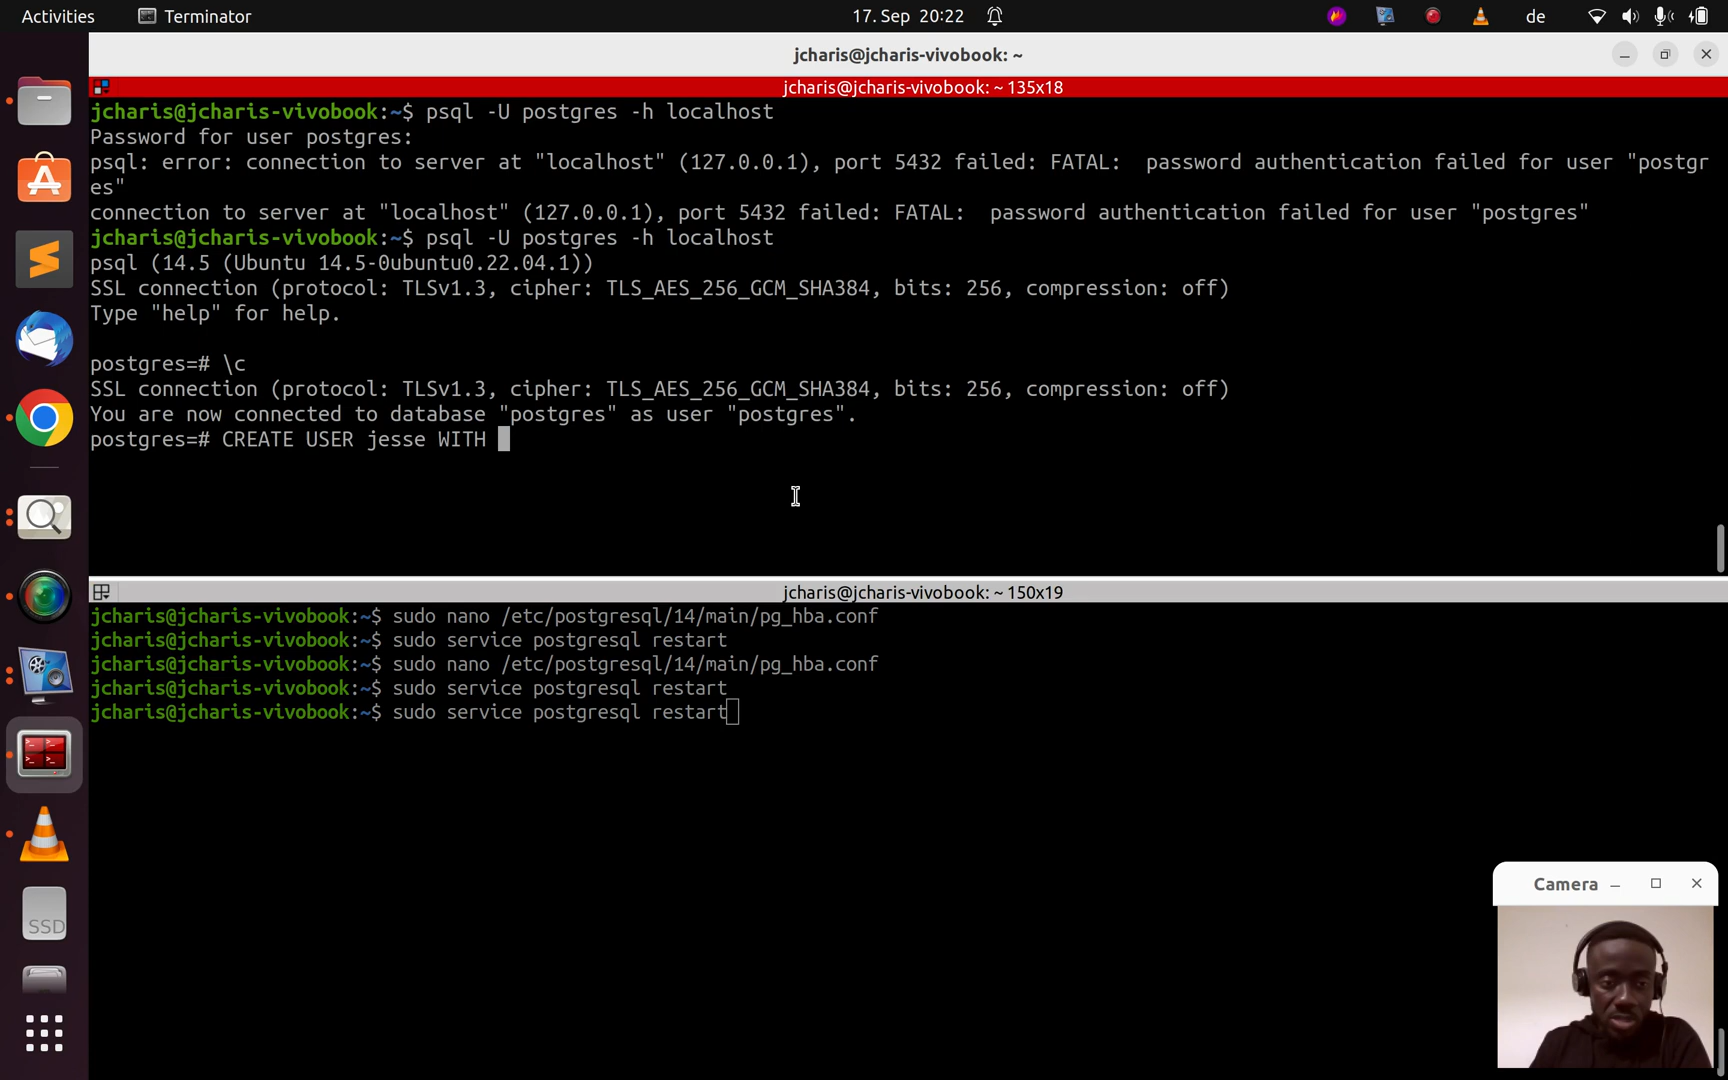 Activities
Terminator
17. Sep 20:22
de
jcharis@jcharis-vivobook: ~
jcharis@jcharis-vivobook: ~ 135x18
jcharis@jcharis-vivobook:~$ psql -U postgres -h localhost
Password for user postgres:
psql: error: connection to server at "localhost" (127.0.0.1), port 5432 failed: FATAL:  password authentication failed for user "postgr
es"
connection to server at "localhost" (127.0.0.1), port 5432 failed: FATAL:  password authentication failed for user "postgres"
jcharis@jcharis-vivobook:~$ psql -U postgres -h localhost
psql (14.5 (Ubuntu 14.5-0ubuntu0.22.04.1))
SSL connection (protocol: TLSv1.3, cipher: TLS_AES_256_GCM_SHA384, bits: 256, compression: off)
Type "help" for help.
postgres=# \c
SSL connection (protocol: TLSv1.3, cipher: TLS_AES_256_GCM_SHA384, bits: 256, compression: off)
You are now connected to database "postgres" as user "postgres".
postgres=# CREATE USER jesse WITH
jcharis@jcharis-vivobook: ~ 150x19
jcharis@jcharis-vivobook:~$ sudo nano /etc/postgresql/14/main/pg_hba.conf
jcharis@jcharis-vivobook:~$ sudo service postgresql restart
jcharis@jcharis-vivobook:~$ sudo nano /etc/postgresql/14/main/pg_hba.conf
jcharis@jcharis-vivobook:~$ sudo service postgresql restart
jcharis@jcharis-vivobook:~$ sudo service postgresql restart
SSD
Camera